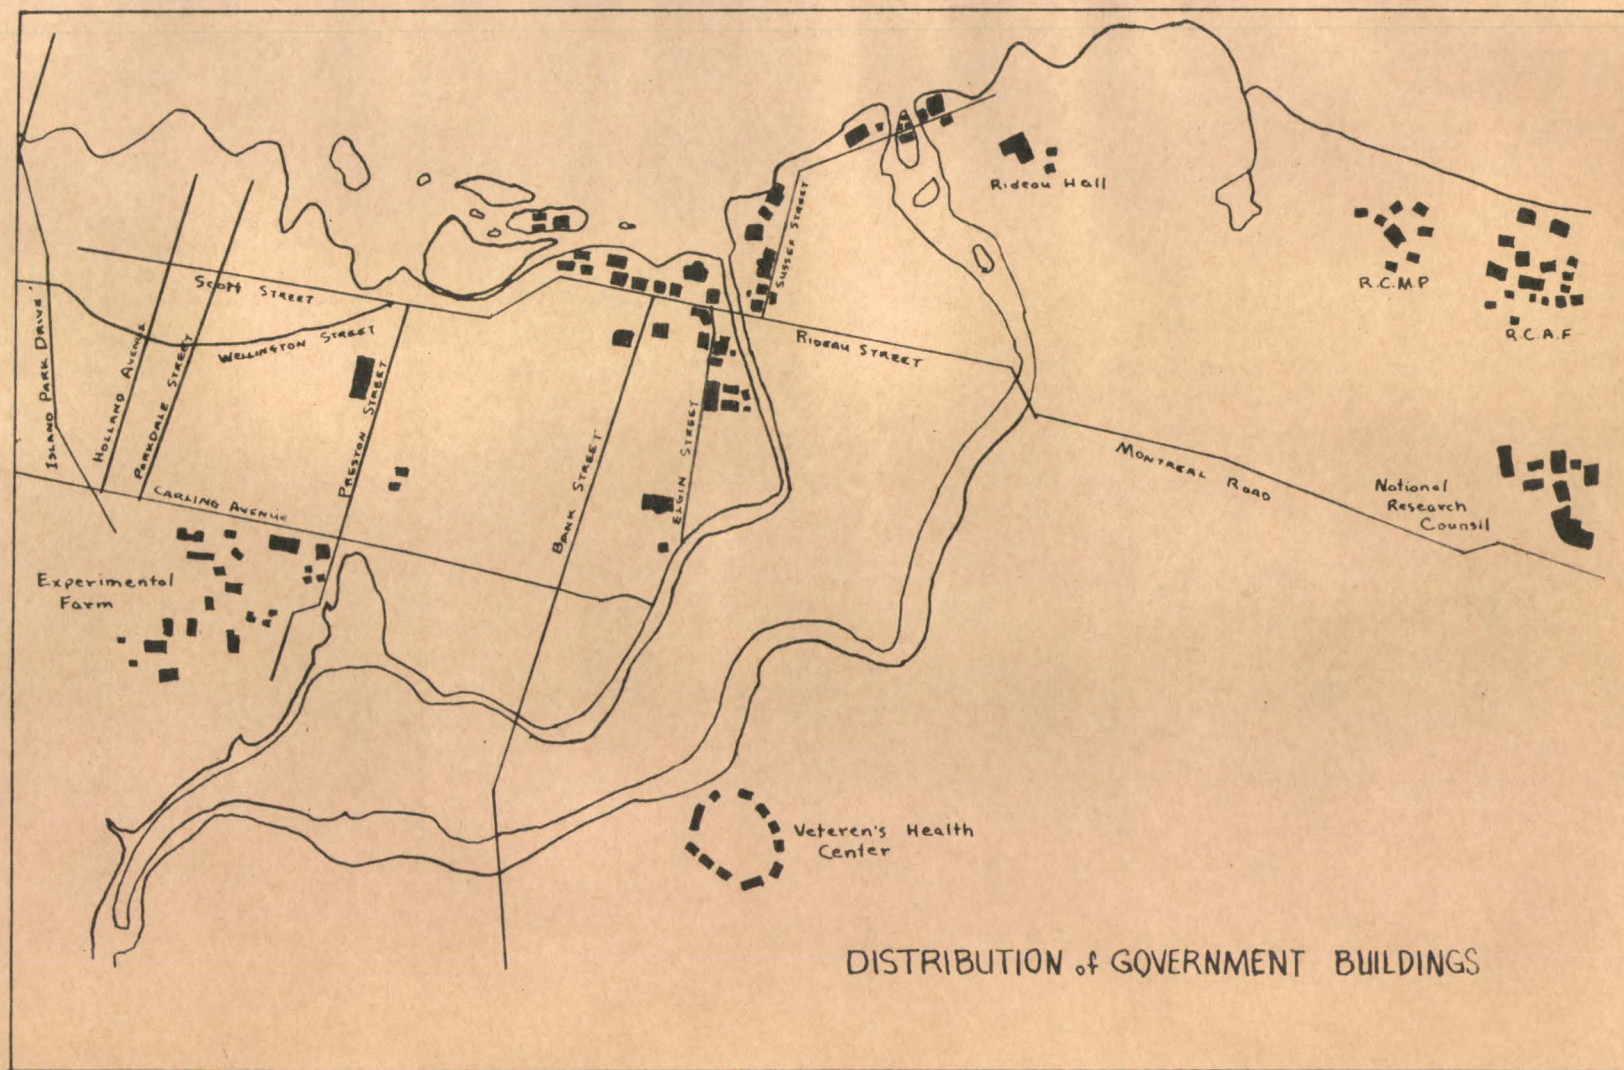 Rideau Hall
R.C.M.P
R.C.A.F
SUSSEX STREET
SCOTT STREET
WELLINGTON STREET
RIDEAU STREET
ISLAND PARK DRIVE
HOLLAND AVENUE
PARKDALE STREET
PRESTON STREET
BANK STREET
ELGIN STREET
CARLING AVENUE
MONTREAL ROAD
National
Research
Counsil
Experimental
Farm
Veteren's Health
Center
DISTRIBUTION of GOVERNMENT BUILDINGS